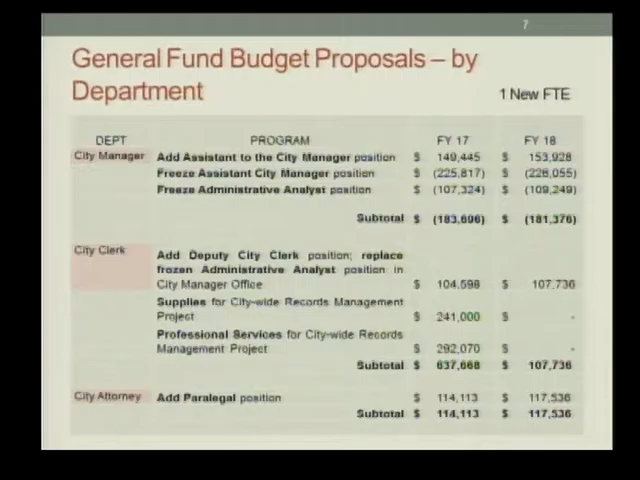 7
General Fund Budget Proposals – by
Department
1 New FTE
DEPT PROGRAM FY 17 FY 18
City Manager Add Assistant to the City Manager position $ 149,445 $ 153,928
Freeze Assistant City Manager position $ (225,817) $ (226,055)
Freeze Administrative Analyst position $ (107,324) $ (109,249)
Subtotal $ (183,696) $ (181,376)
City Clerk
Add Deputy City Clerk position; replace
frozen Administrative Analyst position in
City Manager Office $ 104,598 $ 107,736
Supplies for City-wide Records Management
Project $ 241,000 $ -
Professional Services for City-wide Records
Management Project $ 292,070 $ -
Subtotal $ 637,668 $ 107,736
City Attorney Add Paralegal position $ 114,113 $ 117,536
Subtotal $ 114,113 $ 117,536